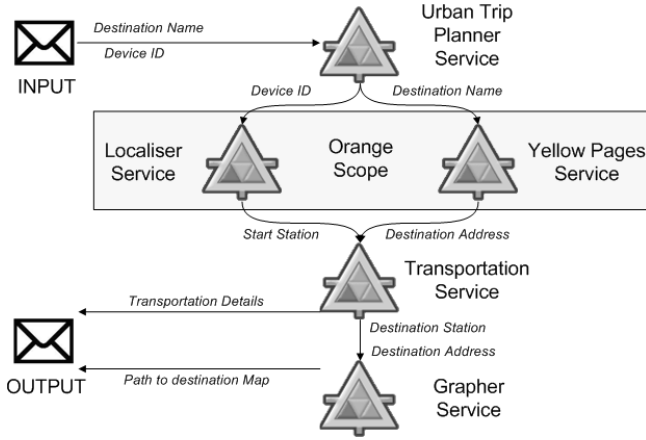 Destination Name
Device ID
INPUT
Urban Trip
Planner
Service
Device ID
Destination Name
Localiser
Service
Orange
Scope
Yellow Pages
Service
Start Station
Destination Address
Transportation
Service
Transportation Details
Destination Station
Destination Address
OUTPUT
Path to destination Map
Grapher
Service